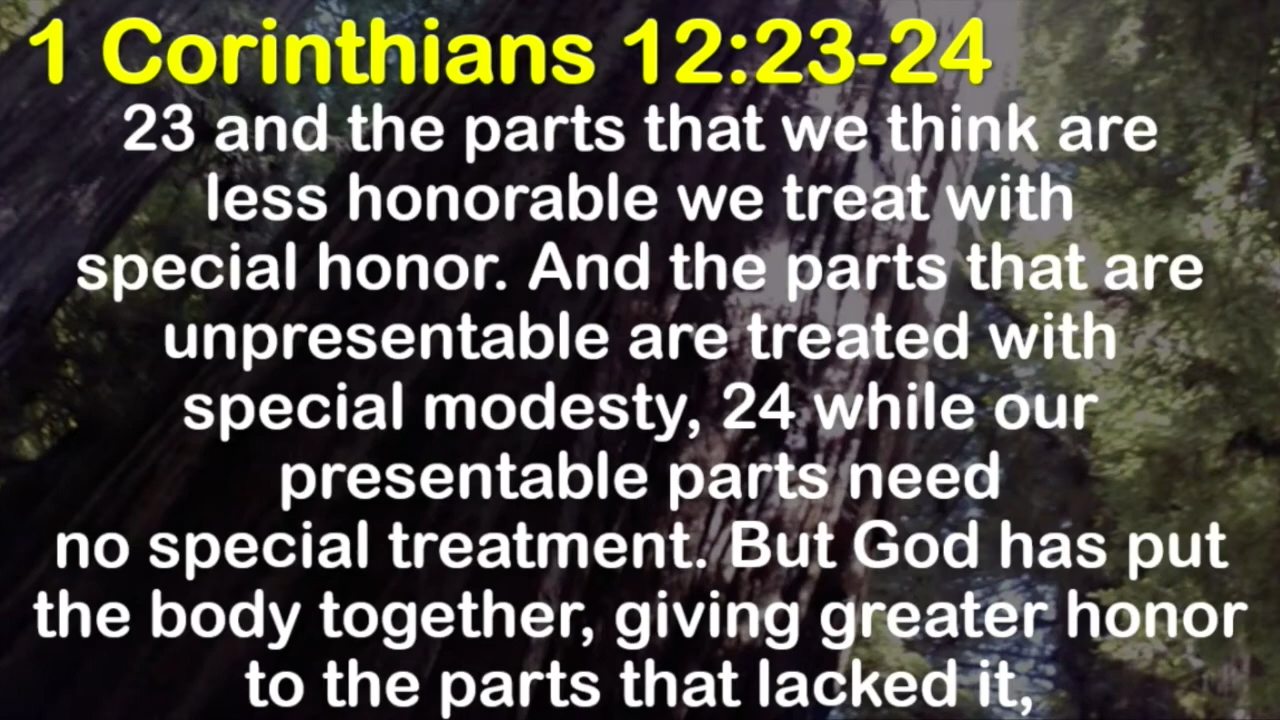 1 Corinthians 12:23-24
23 and the parts that we think are
less honorable we treat with
special honor. And the parts that are
unpresentable are treated with
special modesty, 24 while our
presentable parts need
no special treatment. But God has put
the body together, giving greater honor
to the parts that lacked it,